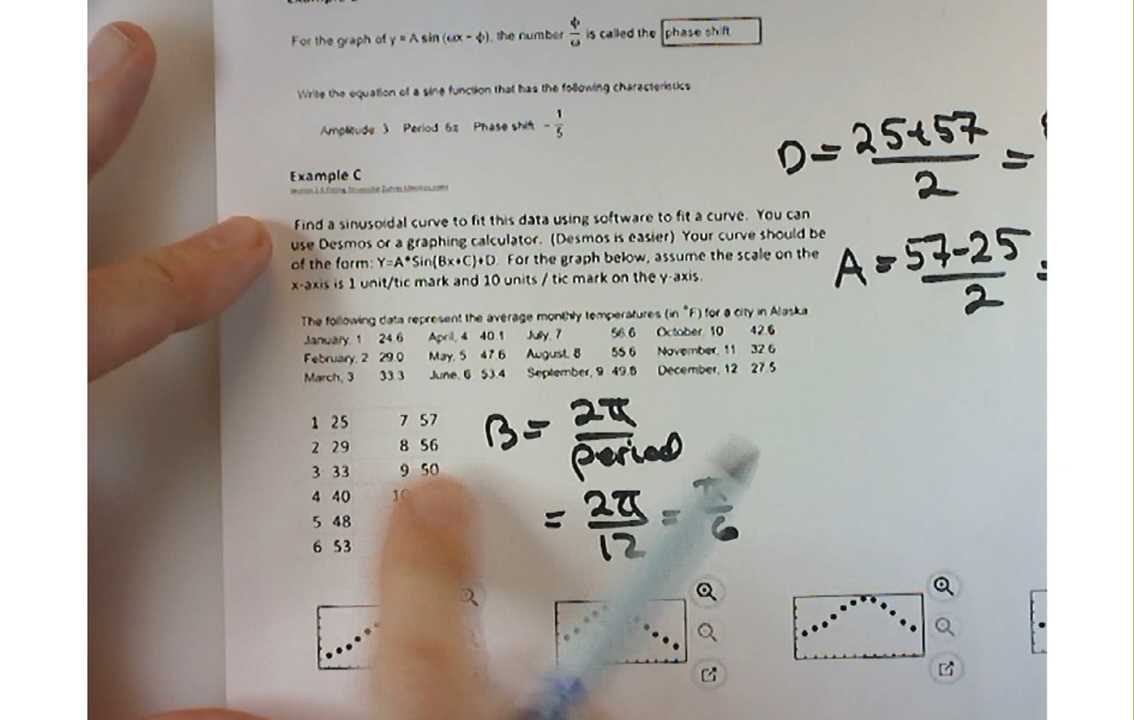 For the graph of y = A sin (ωx - ϕ), the number ϕ/ω is called the phase shift
Write the equation of a sine function that has the following characteristics
Amplitude 3 Period 6π Phase shift - 1/5
Example C
Find a sinusoidal curve to fit this data using software to fit a curve. You can
use Desmos or a graphing calculator. (Desmos is easier) Your curve should be
of the form: Y=A*Sin(Bx+C)+D. For the graph below, assume the scale on the
x-axis is 1 unit/tic mark and 10 units / tic mark on the y-axis.
The following data represent the average monthly temperatures (in °F) for a city in Alaska
January, 1 24.6 April, 4 40.1 July, 7 56.6 October, 10 42.6
February, 2 29.0 May, 5 47.6 August, 8 55.6 November, 11 32.6
March, 3 33.3 June, 6 53.4 September, 9 49.8 December, 12 27.5
1 25 7 57
2 29 8 56
3 33 9 50
4 40
5 48
6 53
D = 25+57/2 =
A = 57-25/2 =
B = 2π/period
= 2π/12 = π/6